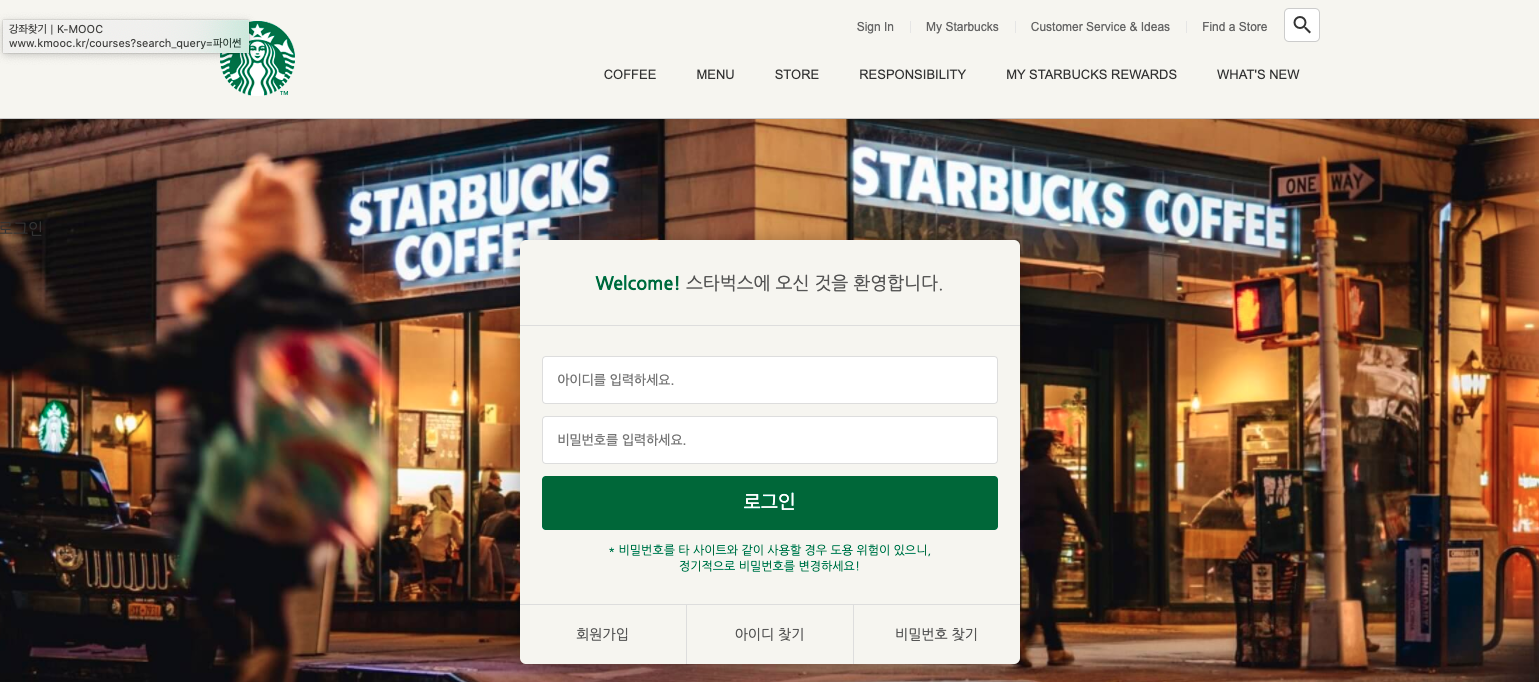 강좌찾기 | K-MOOC
www.kmooc.kr/courses?search_query=파이썬
TM
Sign In
My Starbucks
Customer Service & Ideas
Find a Store
COFFEE
MENU
STORE
RESPONSIBILITY
MY STARBUCKS REWARDS
WHAT'S NEW
STARBUCKS
COFFEE
STARBUCKS COFFEE
ONE WAY
로그인
Welcome! 스타벅스에 오신 것을 환영합니다.
아이디를 입력하세요.
비밀번호를 입력하세요.
로그인
* 비밀번호를 타 사이트와 같이 사용할 경우 도용 위험이 있으니,
정기적으로 비밀번호를 변경하세요!
회원가입
아이디 찾기
비밀번호 찾기